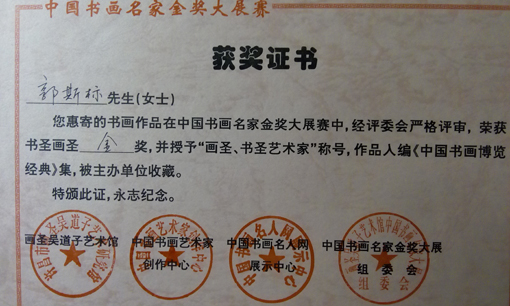 中国书画名家金奖大展赛
获奖证书
郭斯标 先生(女士)
您惠寄的书画作品在中国书画名家金奖大展赛中,经评委会严格评审,荣获
书圣画圣 金 奖,并授予“画圣、书圣艺术家”称号,作品入编《中国书画博览
经典》集,被主办单位收藏。
特颁此证,永志纪念。
画圣吴道子艺术馆 中国书画艺术家 中国书画名人网 中国书画名家金奖大展
创作中心 展示中心 组委会